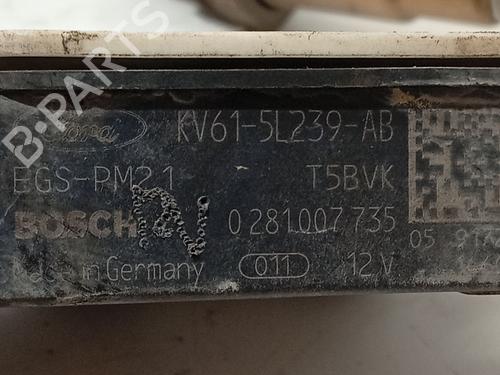 Ford KV61-5L239-AB
EGS-PM2.1 T5BVK
BOSCH 0 281 007 735
Made in Germany 011 12 V
B-PARTS